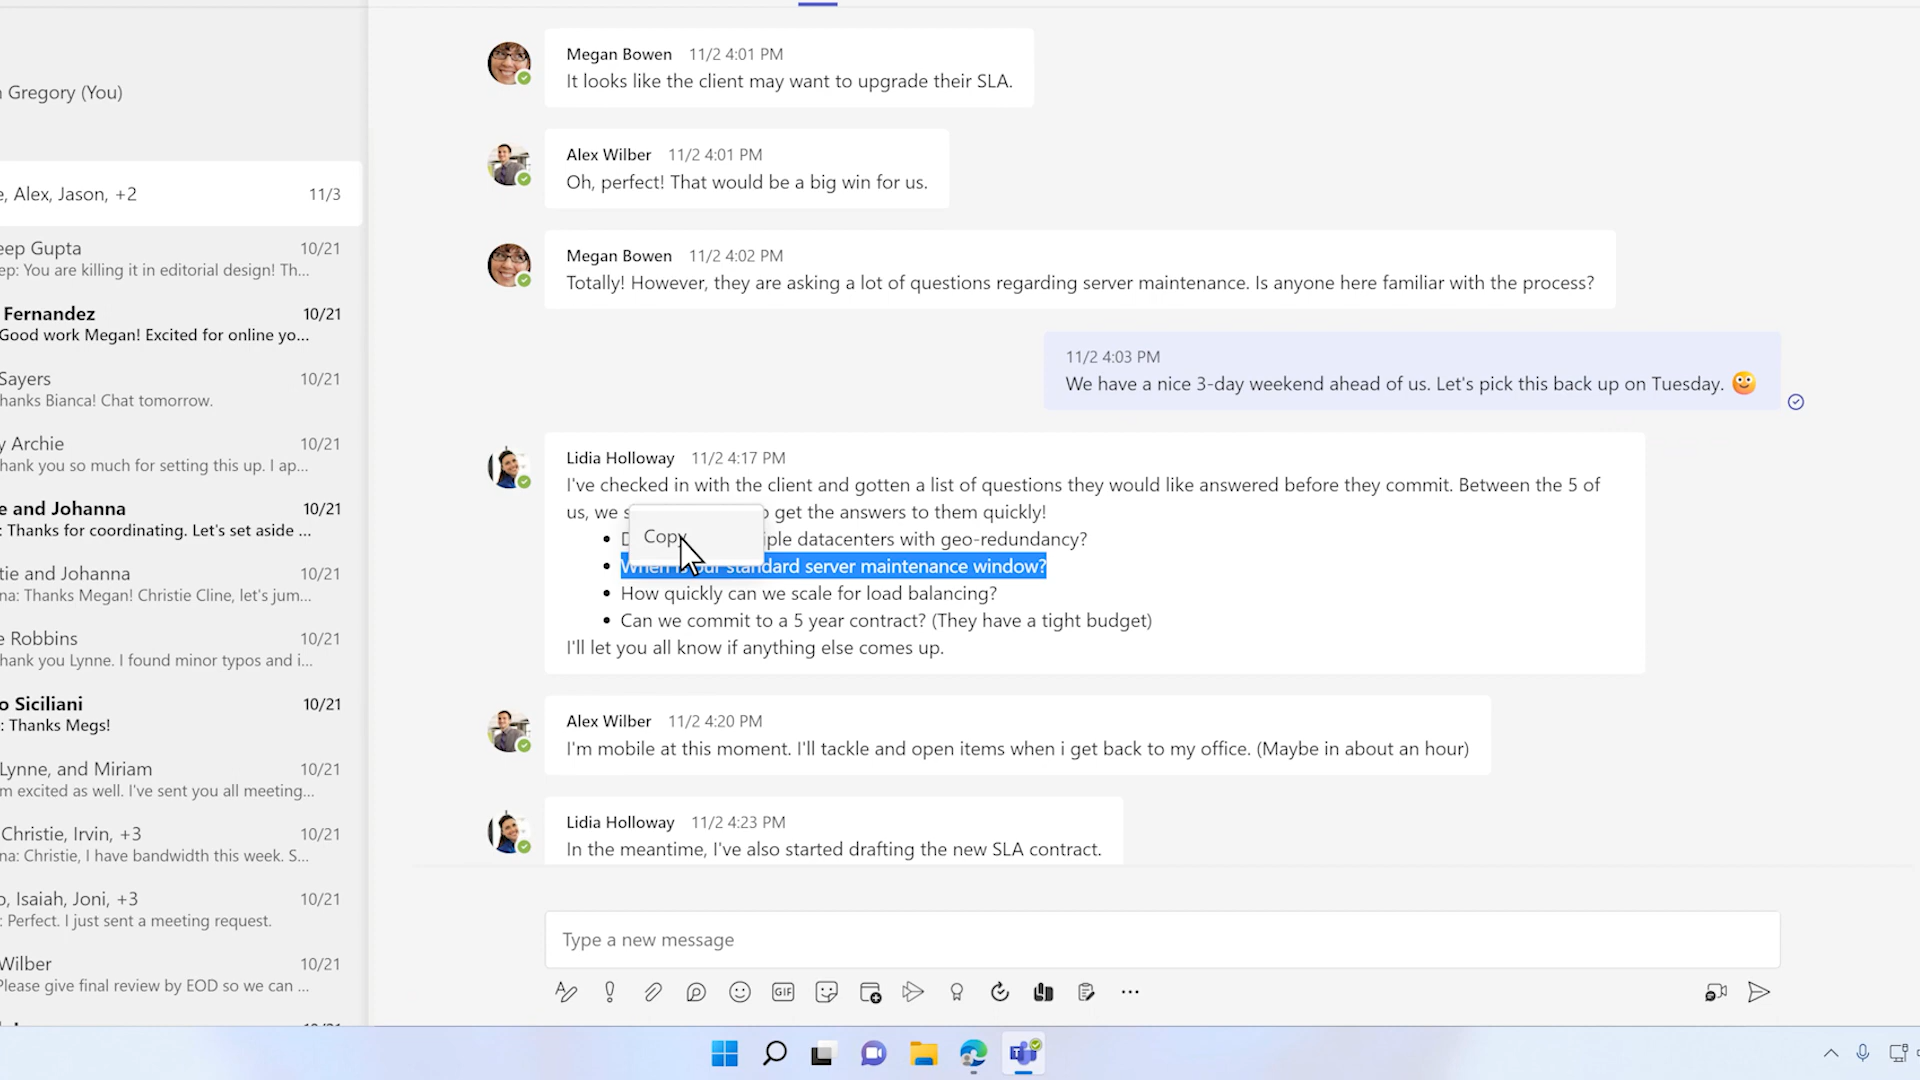 n Gregory (You)
e, Alex, Jason, +2 11/3
eep Gupta 10/21
ep: You are killing it in editorial design! Th...
Fernandez 10/21
Good work Megan! Excited for online yo...
Sayers 10/21
hanks Bianca! Chat tomorrow.
y Archie 10/21
hank you so much for setting this up. I ap...
e and Johanna 10/21
: Thanks for coordinating. Let's set aside ...
tie and Johanna 10/21
na: Thanks Megan! Christie Cline, let's jum...
e Robbins 10/21
hank you Lynne. I found minor typos and i...
o Siciliani 10/21
: Thanks Megs!
Lynne, and Miriam 10/21
m excited as well. I've sent you all meeting...
Christie, Irvin, +3 10/21
na: Christie, I have bandwidth this week. S...
o, Isaiah, Joni, +3 10/21
: Perfect. I just sent a meeting request.
Wilber 10/21
Please give final review by EOD so we can ...
Megan Bowen 11/2 4:01 PM
It looks like the client may want to upgrade their SLA.
Alex Wilber 11/2 4:01 PM
Oh, perfect! That would be a big win for us.
Megan Bowen 11/2 4:02 PM
Totally! However, they are asking a lot of questions regarding server maintenance. Is anyone here familiar with the process?
11/2 4:03 PM
We have a nice 3-day weekend ahead of us. Let's pick this back up on Tuesday.
Lidia Holloway 11/2 4:17 PM
I've checked in with the client and gotten a list of questions they would like answered before they commit. Between the 5 of
us, we get the answers to them quickly!
datacenters with geo-redundancy?
Copy
When is our standard server maintenance window?
How quickly can we scale for load balancing?
Can we commit to a 5 year contract? (They have a tight budget)
I'll let you all know if anything else comes up.
Alex Wilber 11/2 4:20 PM
I'm mobile at this moment. I'll tackle and open items when i get back to my office. (Maybe in about an hour)
Lidia Holloway 11/2 4:23 PM
In the meantime, I've also started drafting the new SLA contract.
Type a new message
GIF